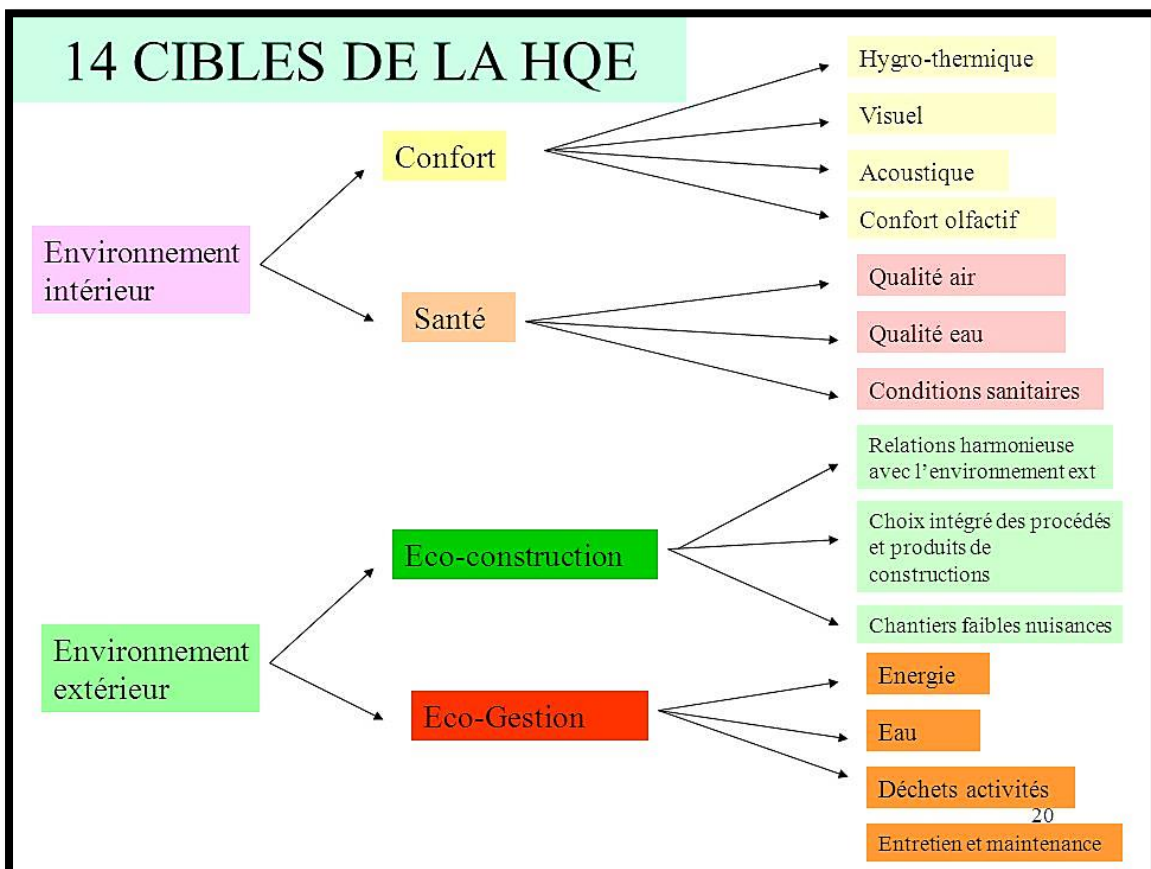 14 CIBLES DE LA HQE
Environnement
intérieur
Confort
Hygro-thermique
Visuel
Acoustique
Confort olfactif
Santé
Qualité air
Qualité eau
Conditions sanitaires
Environnement
extérieur
Eco-construction
Relations harmonieuse
avec l’environnement ext
Choix intégré des procédés
et produits de
constructions
Chantiers faibles nuisances
Eco-Gestion
Energie
Eau
Déchets activités
20
Entretien et maintenance